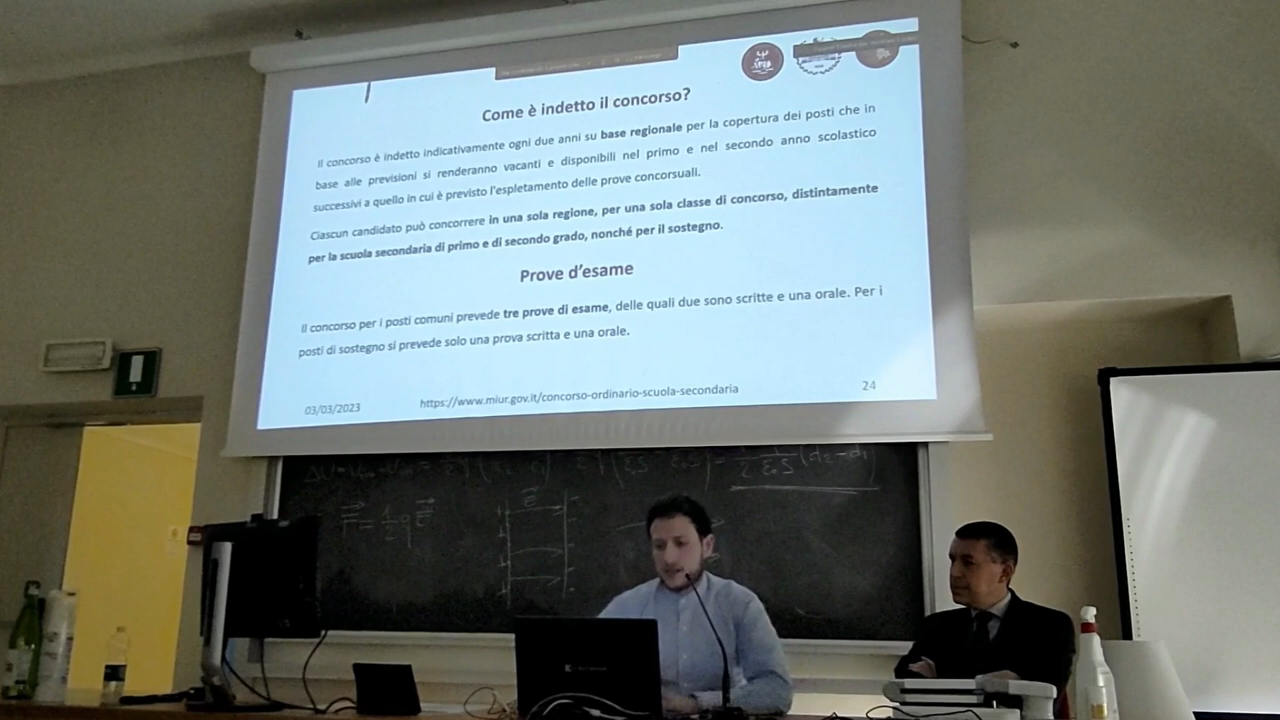 Come è indetto il concorso?
Il concorso è indetto indicativamente ogni due anni su base regionale per la copertura dei posti che in
base alle previsioni si renderanno vacanti e disponibili nel primo e nel secondo anno scolastico
successivi a quello in cui è previsto l'espletamento delle prove concorsuali.
Ciascun candidato può concorrere in una sola regione, per una sola classe di concorso, distintamente
per la scuola secondaria di primo e di secondo grado, nonché per il sostegno.
Prove d'esame
Il concorso per i posti comuni prevede tre prove di esame, delle quali due sono scritte e una orale. Per i
posti di sostegno si prevede solo una prova scritta e una orale.
03/03/2023 https://www.miur.gov.it/concorso-ordinario-scuola-secondaria 24
F = 1/2 q E
E